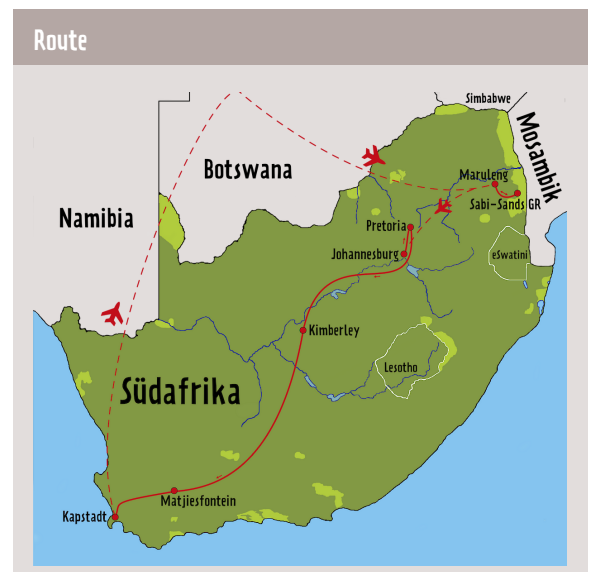 Route
Simbabwe
Mosambik
Botswana
Maruleng
Sabi-Sands GR
Namibia
Pretoria
Johannesburg
eSwatini
Kimberley
Lesotho
Südafrika
Matjiesfontein
Kapstadt